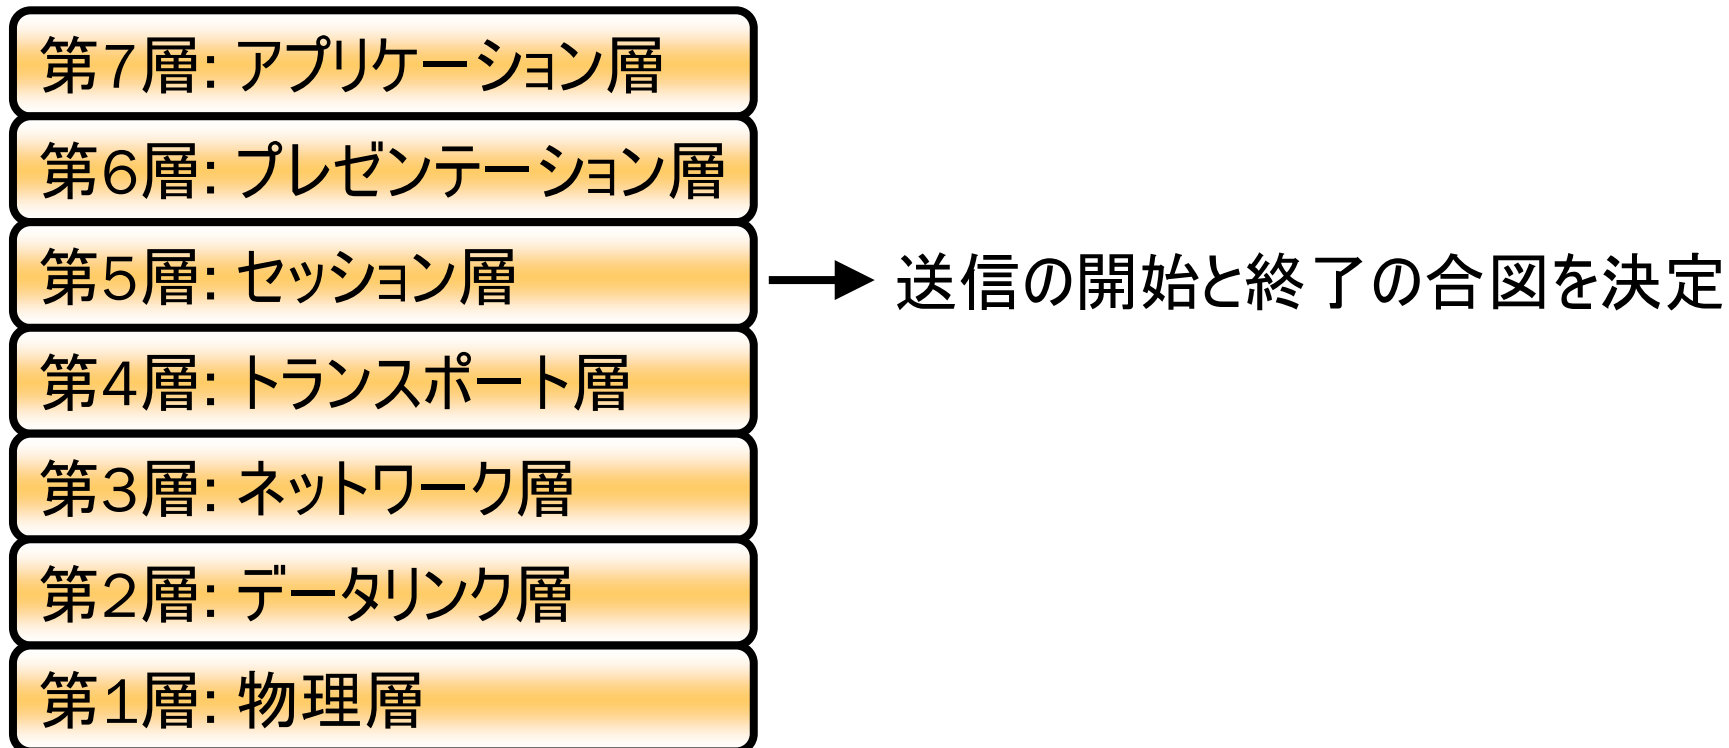 第7層: アプリケーション層
第6層: プレゼンテーション層
第5層: セッション層
送信の開始と終了の合図を決定
第4層: トランスポート層
第3層: ネットワーク層
第2層: データリンク層
第1層: 物理層